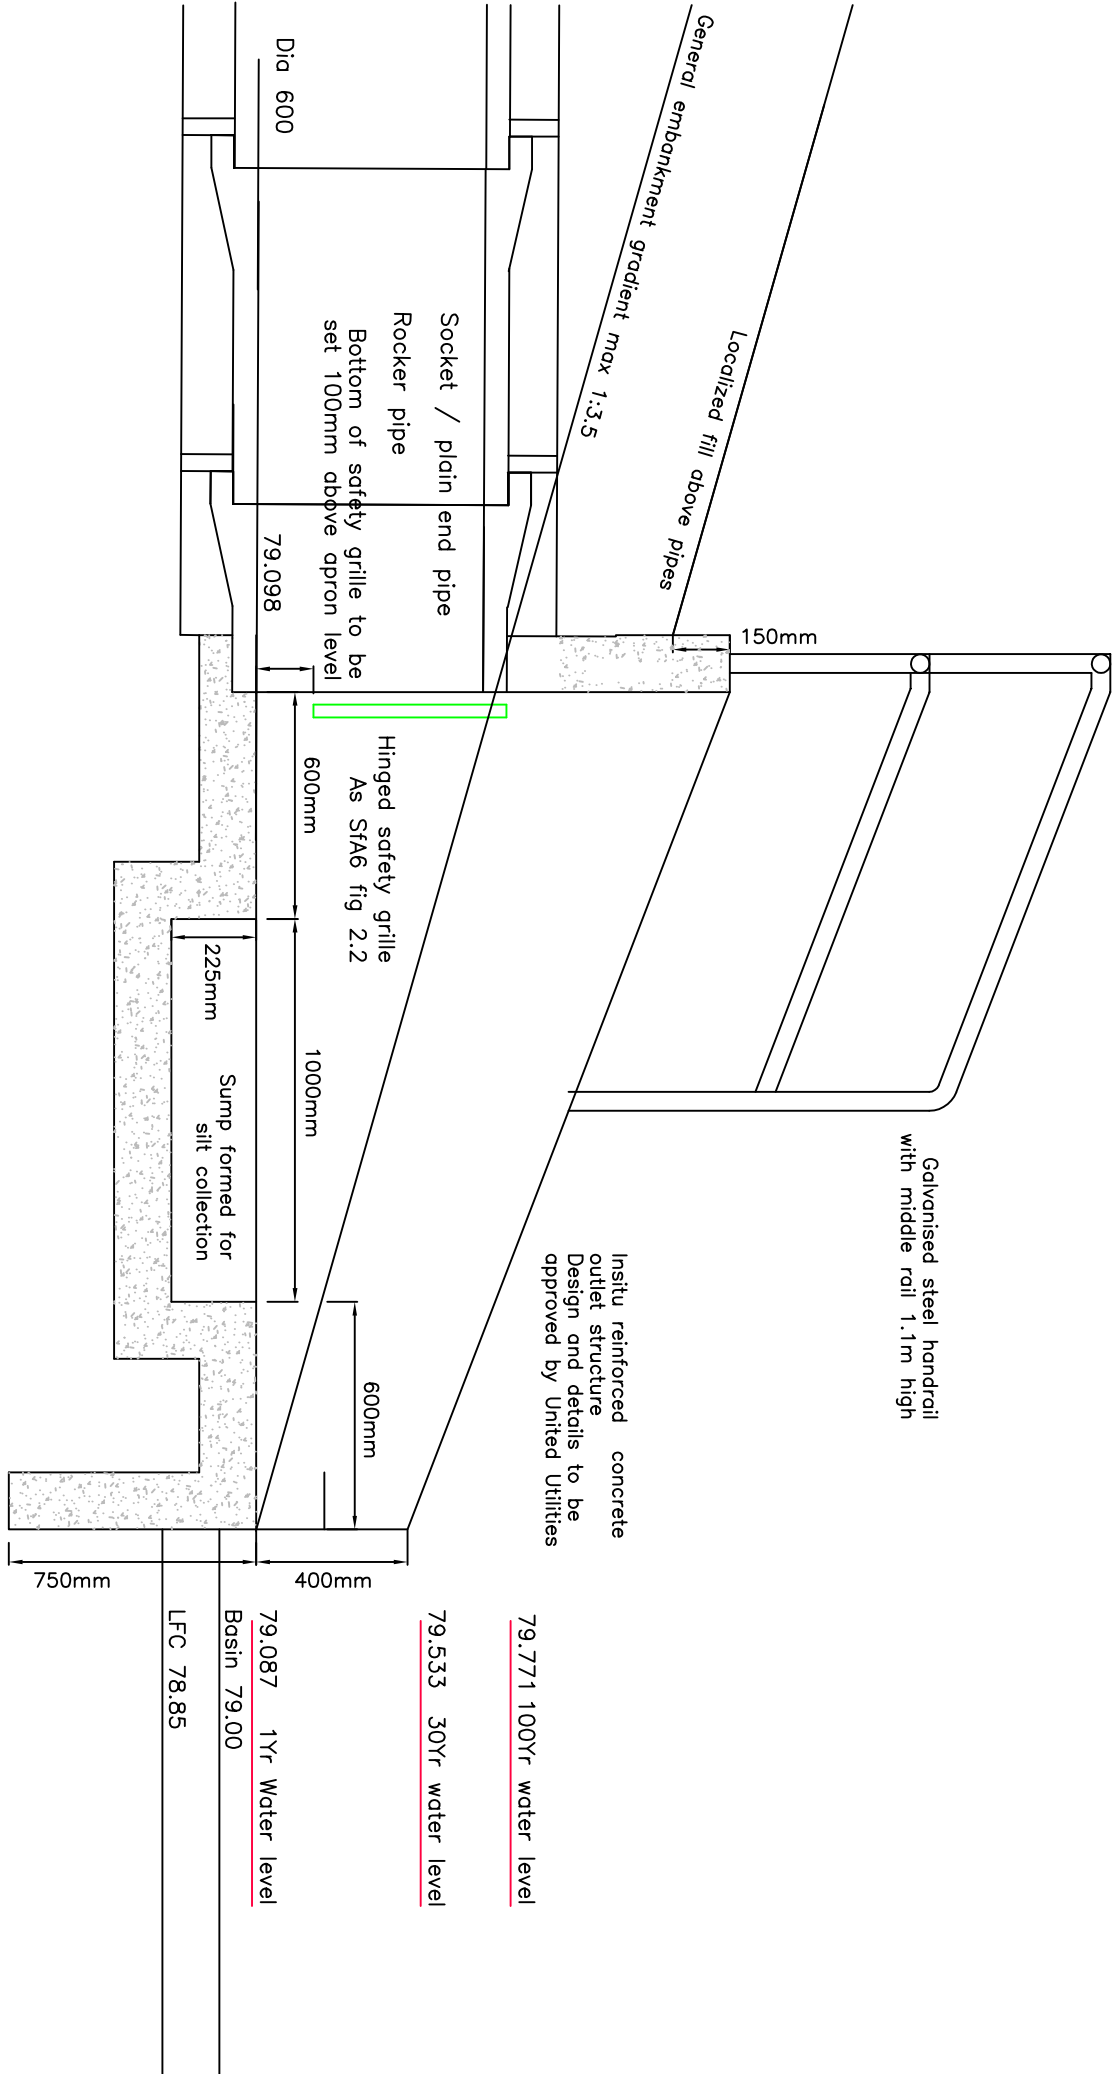 General embankment gradient max 1:3.5
Localized fill above pipes
Dia 600
Socket / plain end pipe
Rocker pipe
Bottom of safety grille to be
set 100mm above apron level
79.098
150mm
Hinged safety grille
As SfA6 fig 2.2
600mm
1000mm
600mm
225mm
Sump formed for
silt collection
Galvanised steel handrail
with middle rail 1.1m high
Insitu reinforced concrete
outlet structure
Design and details to be
approved by United Utilities
400mm
750mm
79.771 100Yr water level
79.533 30Yr water level
79.087 1Yr Water level
Basin 79.00
LFC 78.85